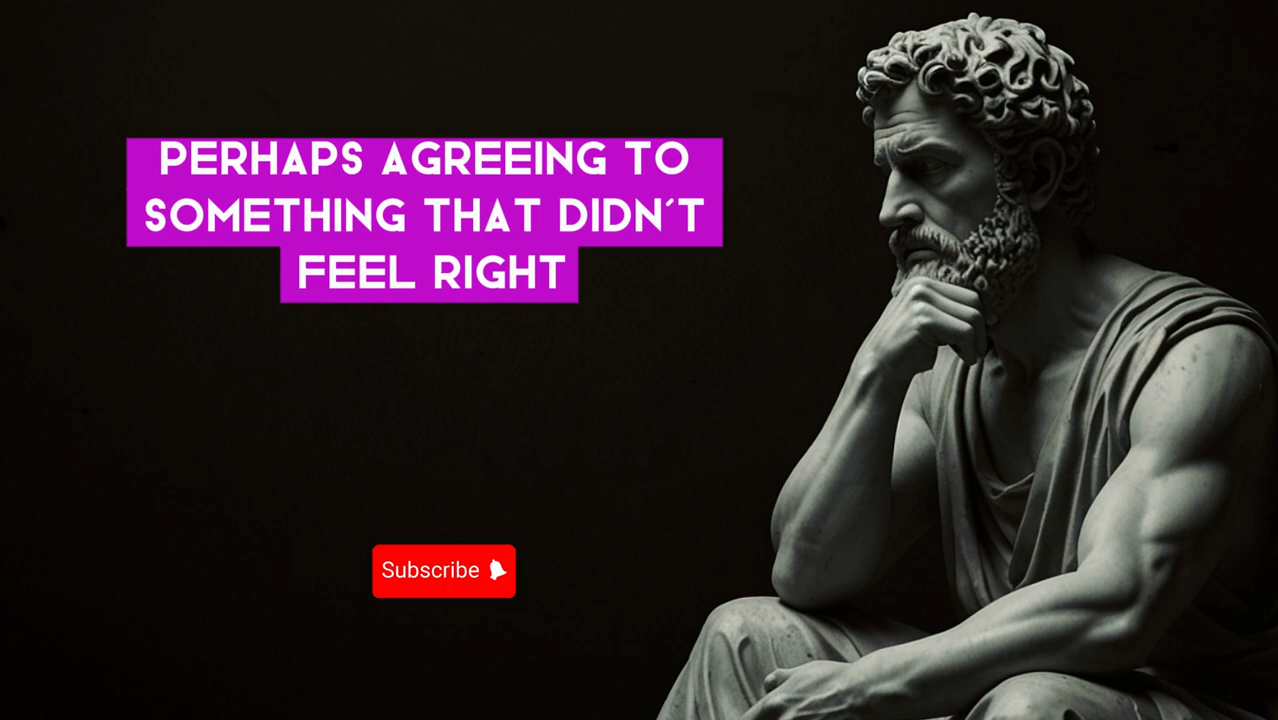 PERHAPS AGREEING TO
SOMETHING THAT DIDN'T
FEEL RIGHT
Subscribe